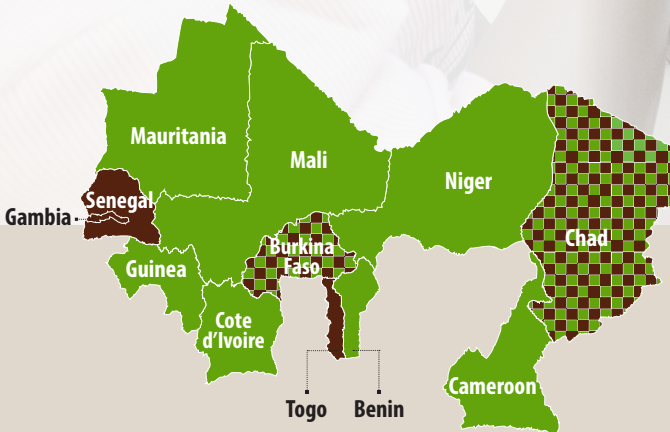 Mauritania
Mali
Niger
Senegal
Gambia
Chad
Burkina
Faso
Guinea
Cote
d'Ivoire
Cameroon
Togo
Benin